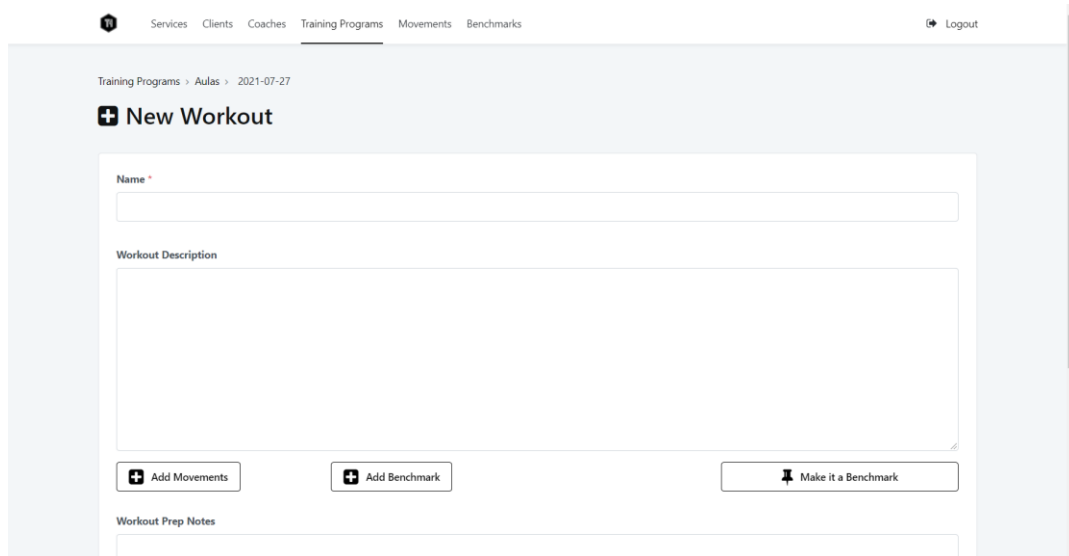 Services Clients Coaches Training Programs Movements Benchmarks Logout
Training Programs > Aulas > 2021-07-27
New Workout
Name *
Workout Description
Add Movements Add Benchmark Make it a Benchmark
Workout Prep Notes